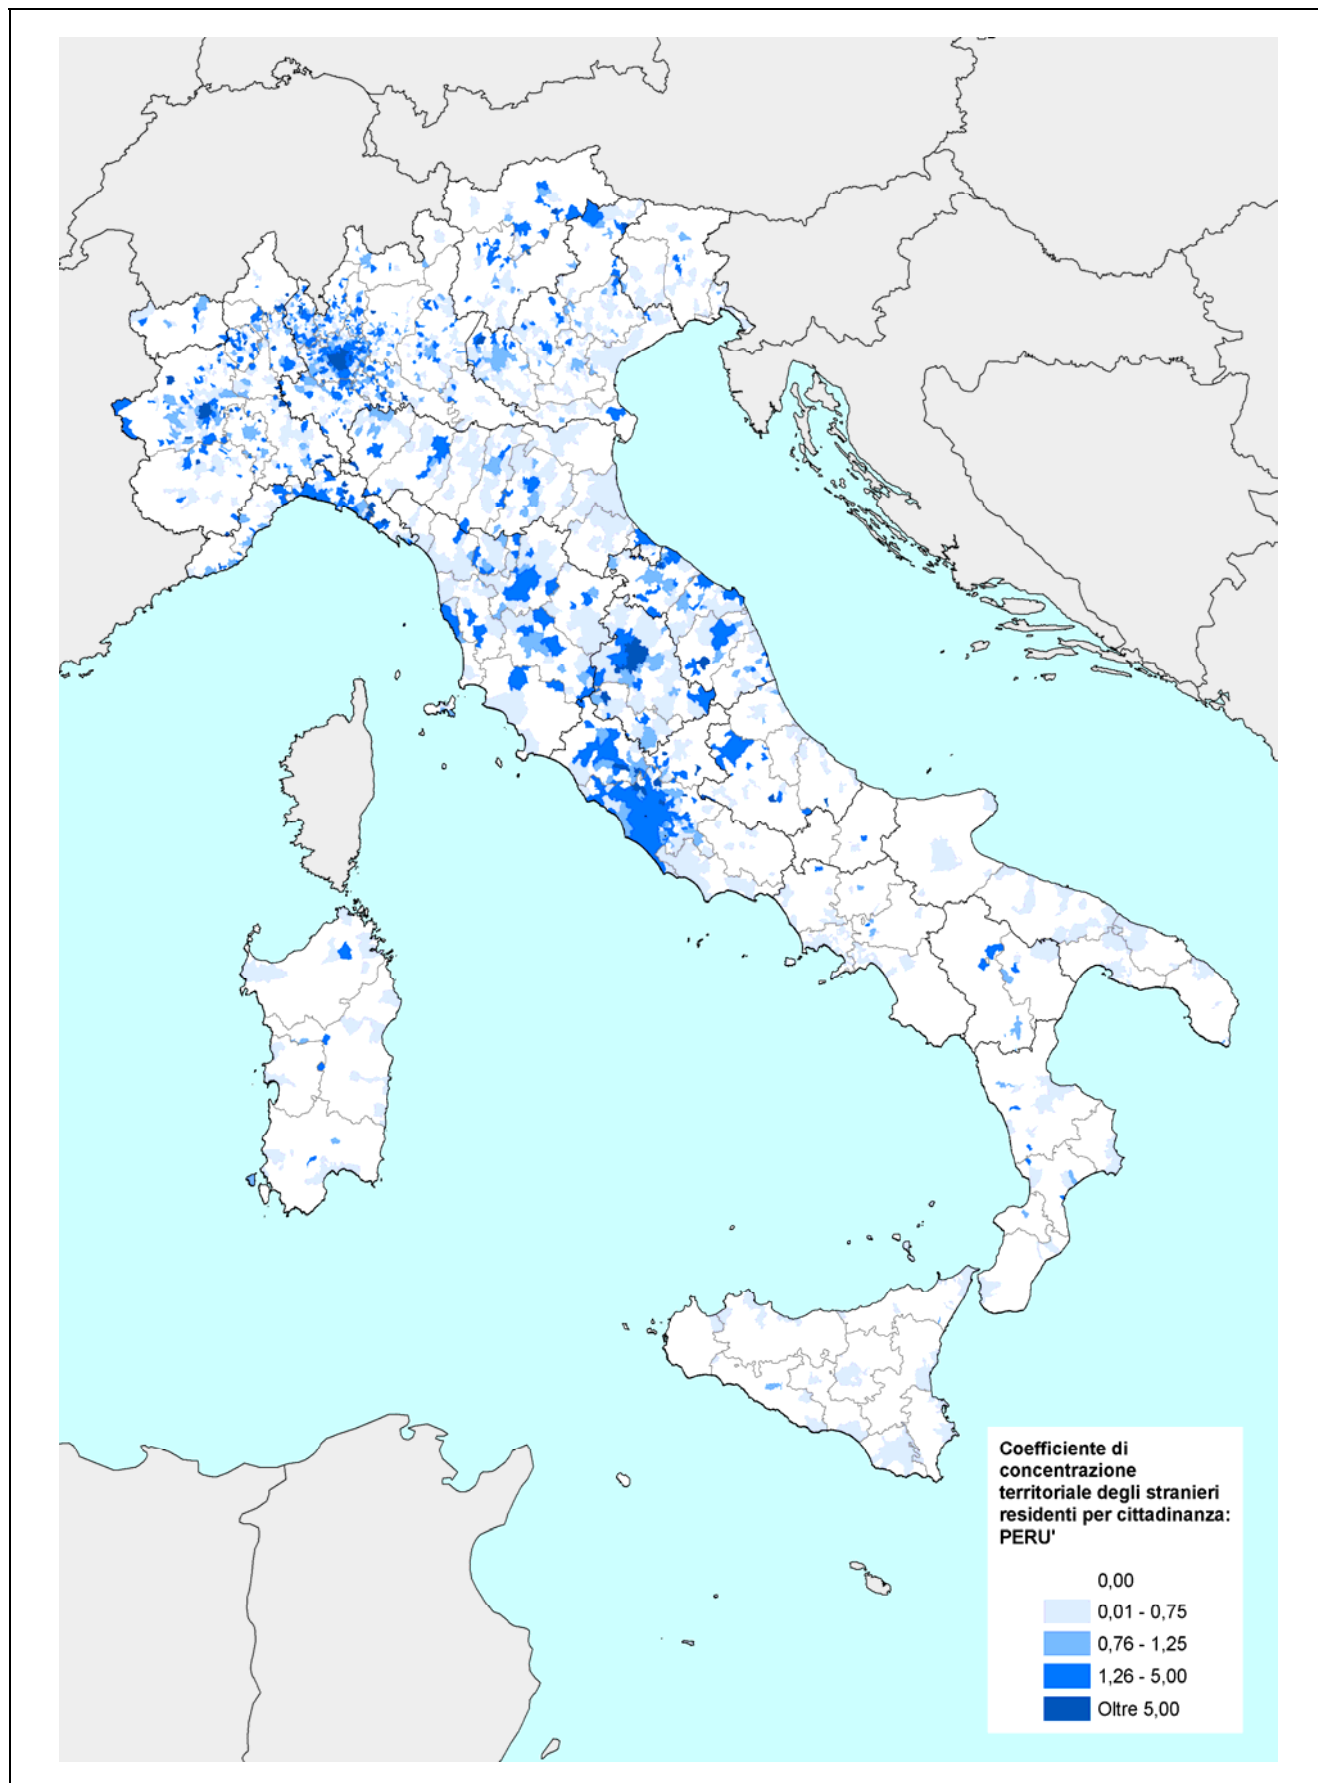 Coefficiente di
concentrazione
territoriale degli stranieri
residenti per cittadinanza:
PERU'
0,00
0,01 - 0,75
0,76 - 1,25
1,26 - 5,00
Oltre 5,00